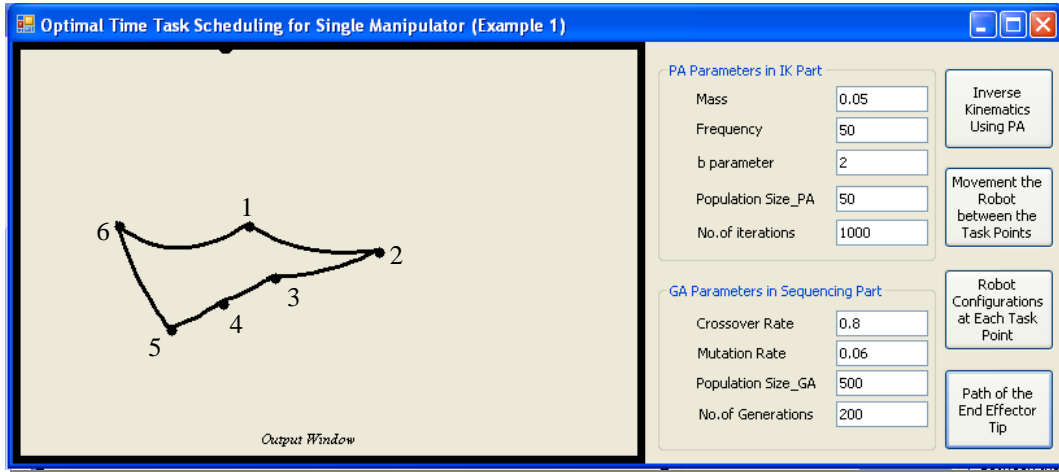 Optimal Time Task Scheduling for Single Manipulator (Example 1)
1
6
2
3
4
5
Output Window
PA Parameters in IK Part
Mass 0.05
Frequency 50
b parameter 2
Population Size_PA 50
No.of iterations 1000
GA Parameters in Sequencing Part
Crossover Rate 0.8
Mutation Rate 0.06
Population Size_GA 500
No.of Generations 200
Inverse
Kinematics
Using PA
Movement the
Robot
between the
Task Points
Robot
Configurations
at Each Task
Point
Path of the
End Effector
Tip